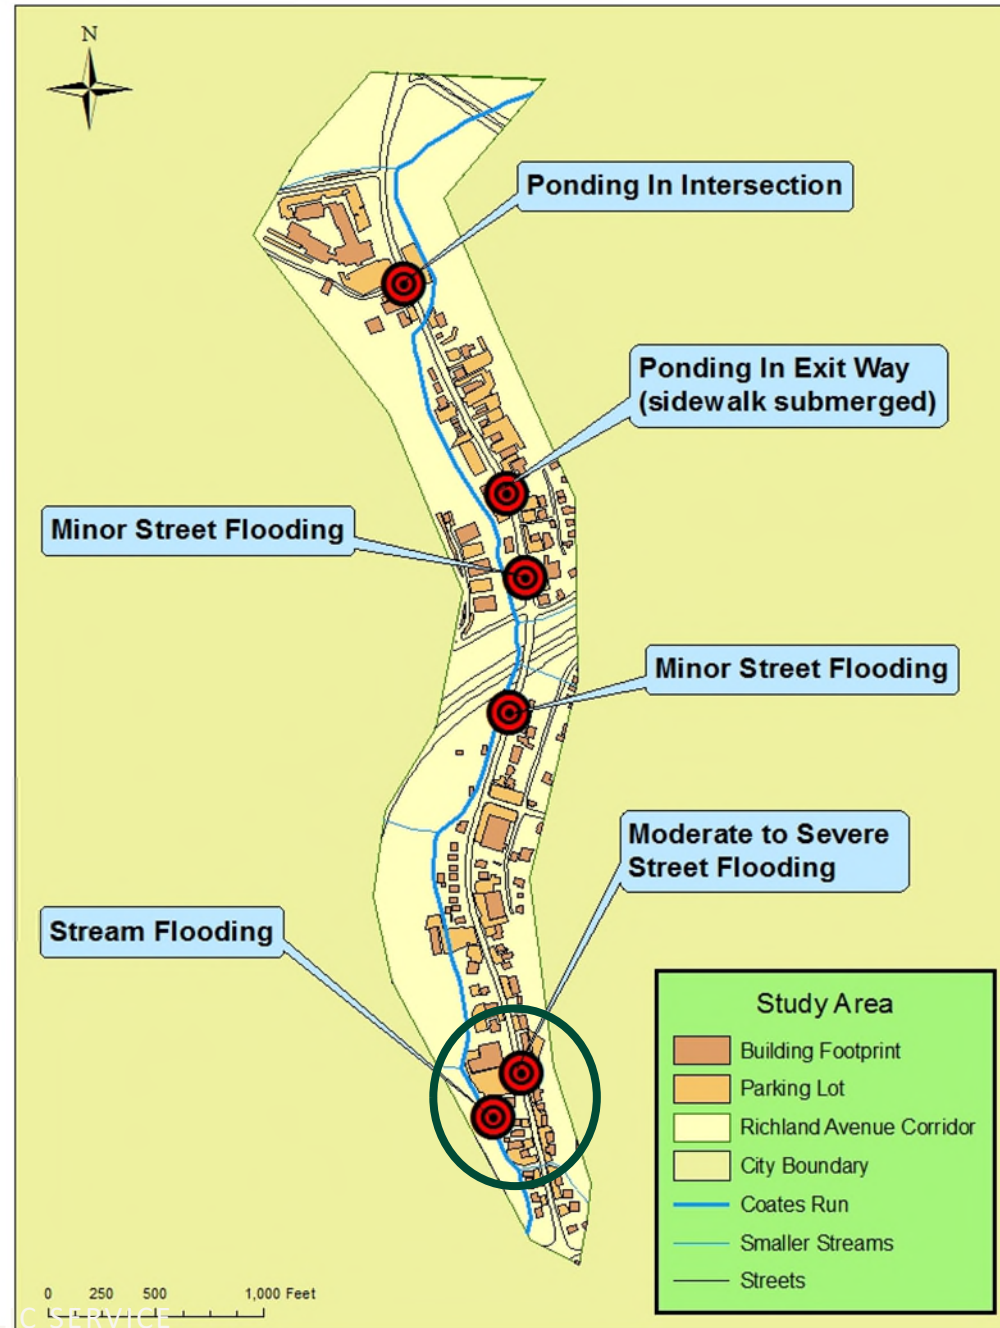 N
Ponding In Intersection
Ponding In Exit Way
(sidewalk submerged)
Minor Street Flooding
Minor Street Flooding
Moderate to Severe
Street Flooding
Stream Flooding
Study Area
Building Footprint
Parking Lot
Richland Avenue Corridor
City Boundary
Coates Run
Smaller Streams
Streets
0 250 500 1,000 Feet
C SERVICE